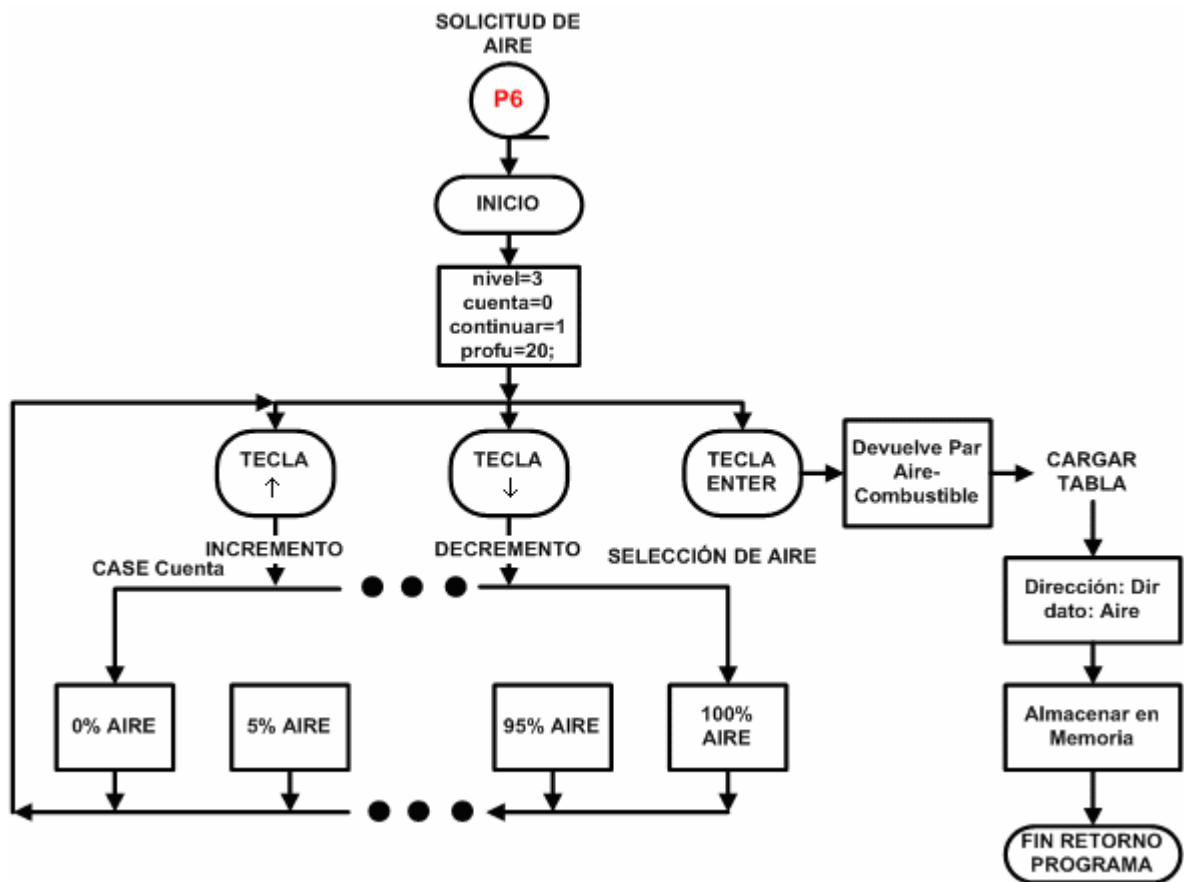 SOLICITUD DE
AIRE
P6
INICIO
nivel=3
cuenta=0
continuar=1
profu=20;
TECLA
↑
TECLA
↓
TECLA
ENTER
Devuelve Par
Aire-
Combustible
CARGAR
TABLA
INCREMENTO
DECREMENTO
SELECCIÓN DE AIRE
CASE Cuenta
Dirección: Dir
dato: Aire
0% AIRE
5% AIRE
95% AIRE
100%
AIRE
Almacenar en
Memoria
FIN RETORNO
PROGRAMA